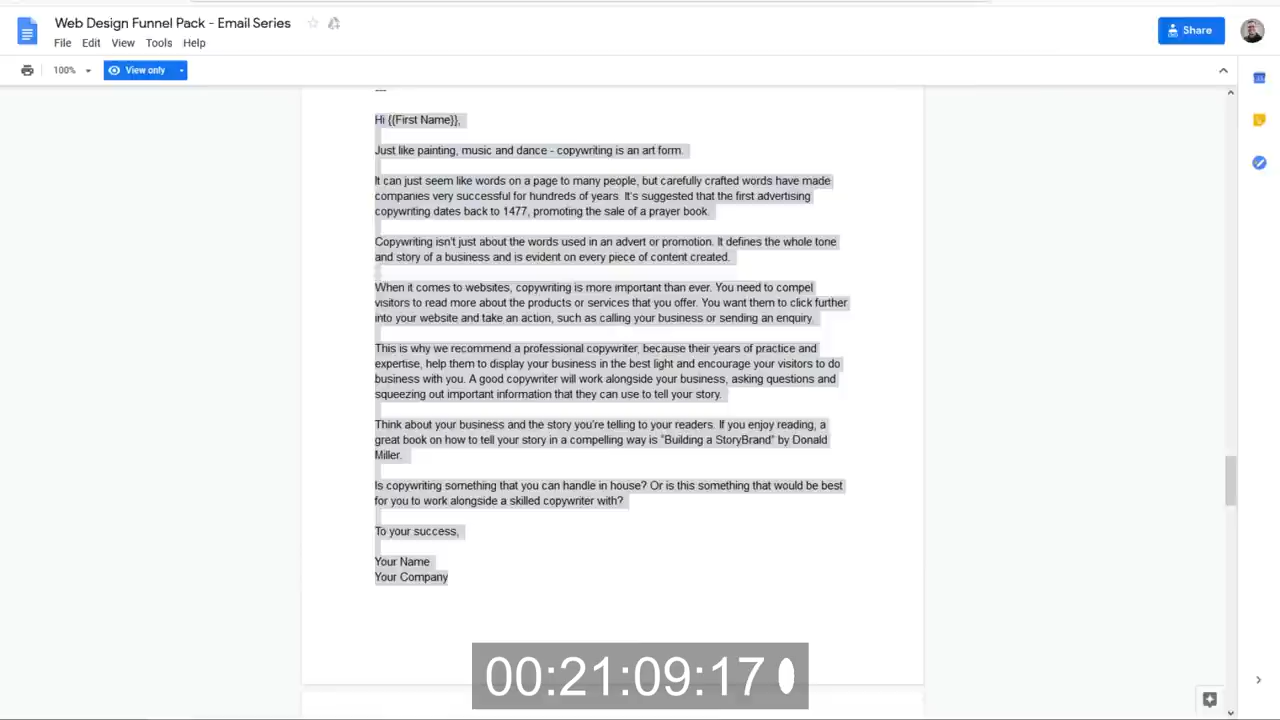 Web Design Funnel Pack - Email Series
File Edit View Tools Help
Share
100%
View only
---
Hi {{First Name}},
Just like painting, music and dance - copywriting is an art form.
It can just seem like words on a page to many people, but carefully crafted words have made
companies very successful for hundreds of years. It's suggested that the first advertising
copywriting dates back to 1477, promoting the sale of a prayer book.
Copywriting isn't just about the words used in an advert or promotion. It defines the whole tone
and story of a business and is evident on every piece of content created.
When it comes to websites, copywriting is more important than ever. You need to compel
visitors to read more about the products or services that you offer. You want them to click further
into your website and take an action, such as calling your business or sending an enquiry.
This is why we recommend a professional copywriter, because their years of practice and
expertise, help them to display your business in the best light and encourage your visitors to do
business with you. A good copywriter will work alongside your business, asking questions and
squeezing out important information that they can use to tell your story.
Think about your business and the story you're telling to your readers. If you enjoy reading, a
great book on how to tell your story in a compelling way is "Building a StoryBrand" by Donald
Miller.
Is copywriting something that you can handle in house? Or is this something that would be best
for you to work alongside a skilled copywriter with?
To your success,
Your Name
Your Company
00:21:09:17